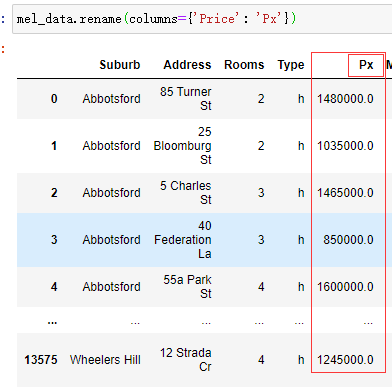 mel_data.rename(columns={'Price': 'Px'})
Suburb Address Rooms Type Px
0 Abbotsford 85 Turner St 2 h 1480000.0
1 Abbotsford 25 Bloomburg St 2 h 1035000.0
2 Abbotsford 5 Charles St 3 h 1465000.0
3 Abbotsford 40 Federation La 3 h 850000.0
4 Abbotsford 55a Park St 4 h 1600000.0
... ... ... ... ... ...
13575 Wheelers Hill 12 Strada Cr 4 h 1245000.0